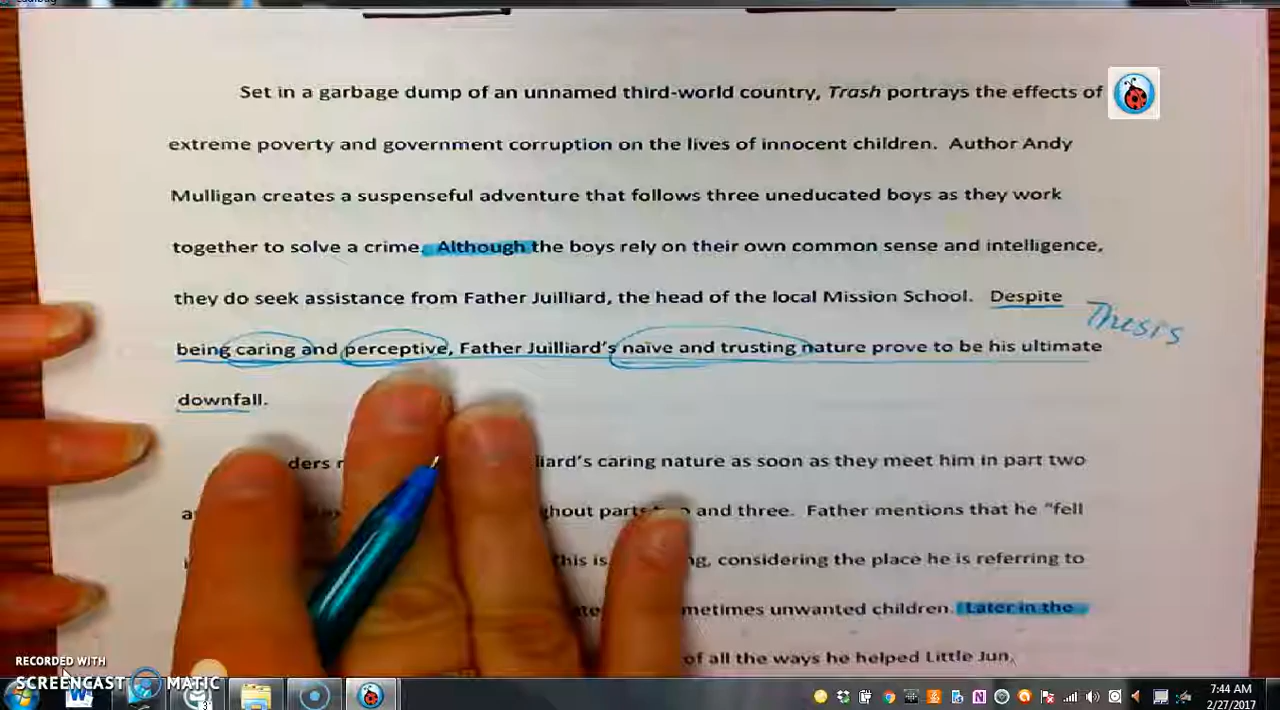 Set in a garbage dump of an unnamed third-world country, Trash portrays the effects of
extreme poverty and government corruption on the lives of innocent children. Author Andy
Mulligan creates a suspenseful adventure that follows three uneducated boys as they work
together to solve a crime. Although the boys rely on their own common sense and intelligence,
they do seek assistance from Father Juilliard, the head of the local Mission School. Despite
Thesis
being caring and perceptive, Father Juilliard's naïve and trusting nature prove to be his ultimate
downfall.
ders iard's caring nature as soon as they meet him in part two
ghout parts and three. Father mentions that he "fell
his is ng, considering the place he is referring to
metimes unwanted children. Later in the
of all the ways he helped Little Jun,
RECORDED WITH
SCREENCAST MATIC
7:44 AM
2/27/2017